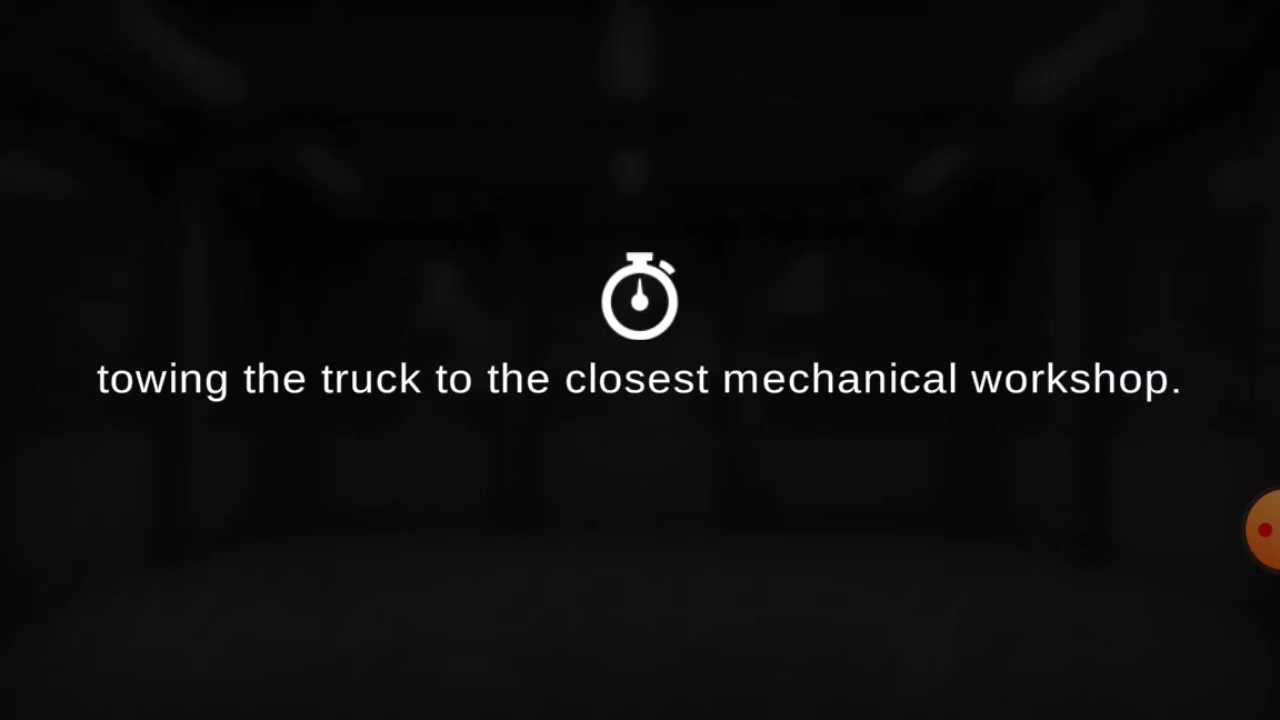 towing the truck to the closest mechanical workshop.